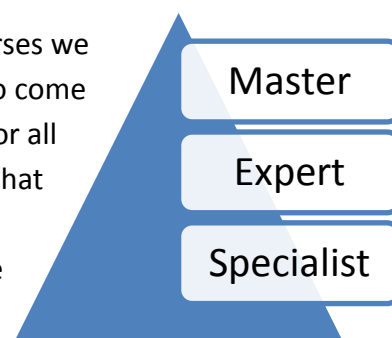 rses we
o come
or all
hat
e
Master
Expert
Specialist